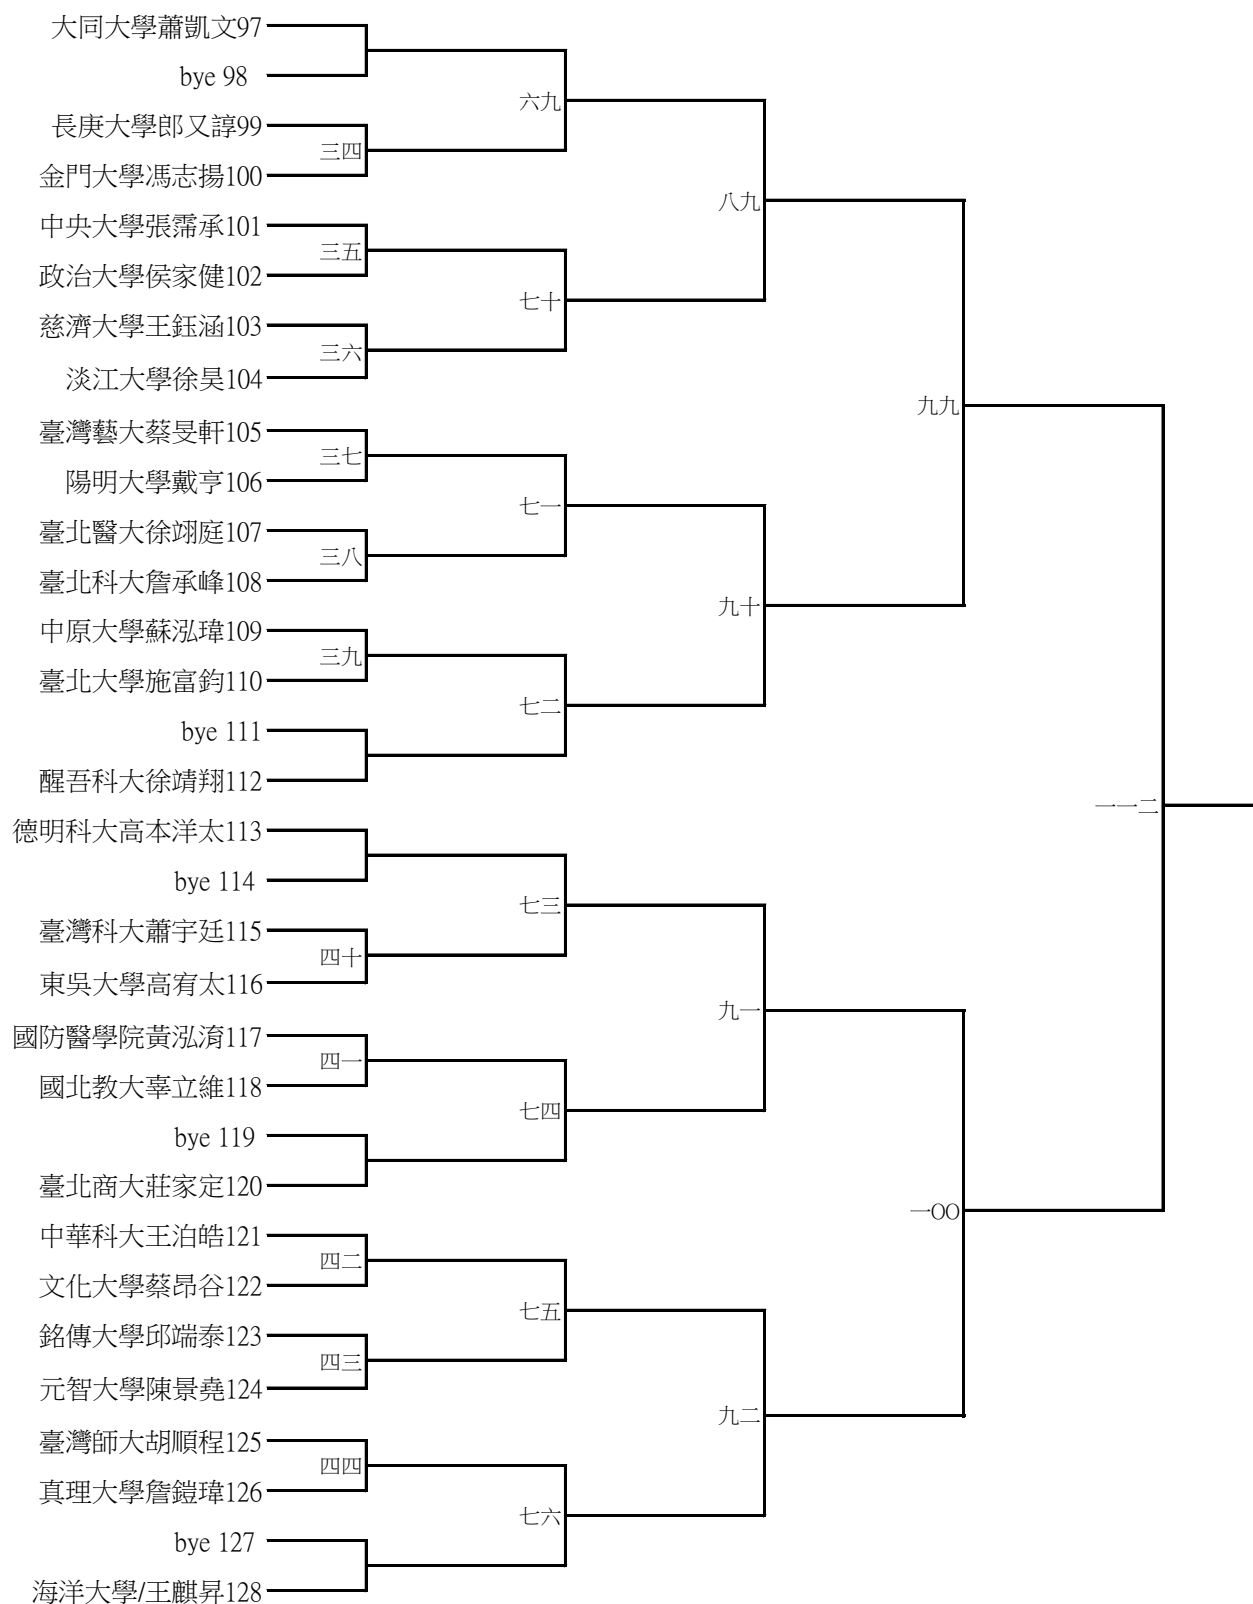 大同大學蕭凱文97
bye 98
六九
長庚大學郎又諄99
三四
金門大學馮志揚100
八九
中央大學張霈承101
三五
政治大學侯家健102
七十
慈濟大學王鈺涵103
三六
淡江大學徐昊104
九九
臺灣藝大蔡旻軒105
三七
陽明大學戴亨106
七一
臺北醫大徐翊庭107
三八
臺北科大詹承峰108
九十
中原大學蘇泓瑋109
三九
臺北大學施富鈞110
七二
bye 111
醒吾科大徐靖翔112
一一二
德明科大高本洋太113
bye 114
七三
臺灣科大蕭宇廷115
四十
東吳大學高宥太116
九一
國防醫學院黃泓淯117
四一
國北教大辜立維118
七四
bye 119
臺北商大莊家定120
一OO
中華科大王泊皓121
四二
文化大學蔡昂谷122
七五
銘傳大學邱端泰123
四三
元智大學陳景堯124
九二
臺灣師大胡順程125
四四
真理大學詹鎧瑋126
七六
bye 127
海洋大學/王麒昇128